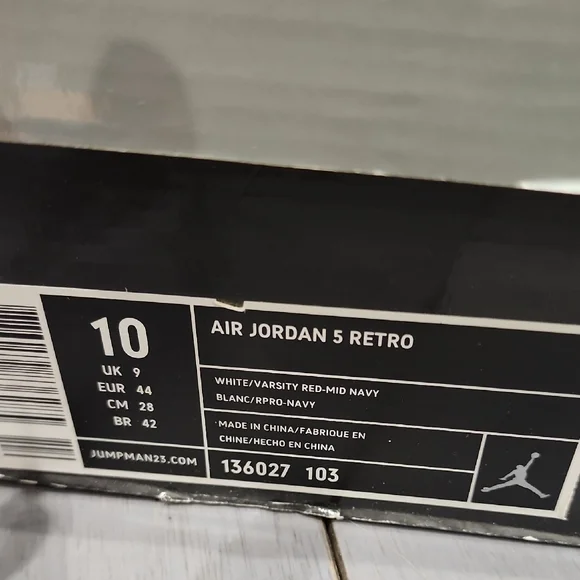 10
UK 9
EUR 44
CM 28
BR 42
JUMPMAN23.COM
AIR JORDAN 5 RETRO
WHITE/VARSITY RED-MID NAVY
BLANC/RPRO-NAVY
MADE IN CHINA/FABRIQUE EN
CHINE/HECHO EN CHINA
136027 103